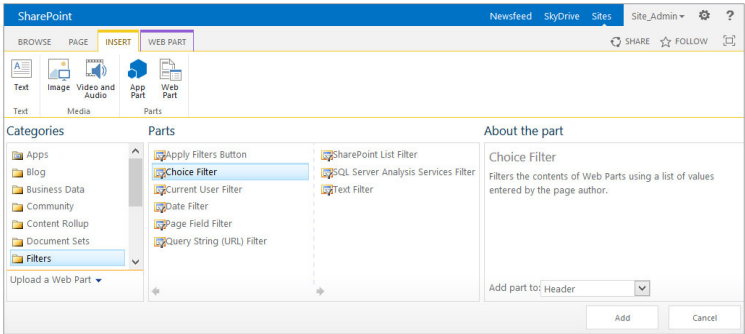 SharePoint Newsfeed SkyDrive Sites Site_Admin ?
BROWSE PAGE INSERT WEB PART SHARE FOLLOW
Text Image Video and Audio App Part Web Part
Text Media Parts
Categories Parts About the part
Apps
Blog
Business Data
Community
Content Rollup
Document Sets
Filters
Upload a Web Part
Apply Filters Button
Choice Filter
Current User Filter
Date Filter
Page Field Filter
Query String (URL) Filter
SharePoint List Filter
SQL Server Analysis Services Filter
Text Filter
Choice Filter
Filters the contents of Web Parts using a list of values
entered by the page author.
Add part to: Header
Add Cancel